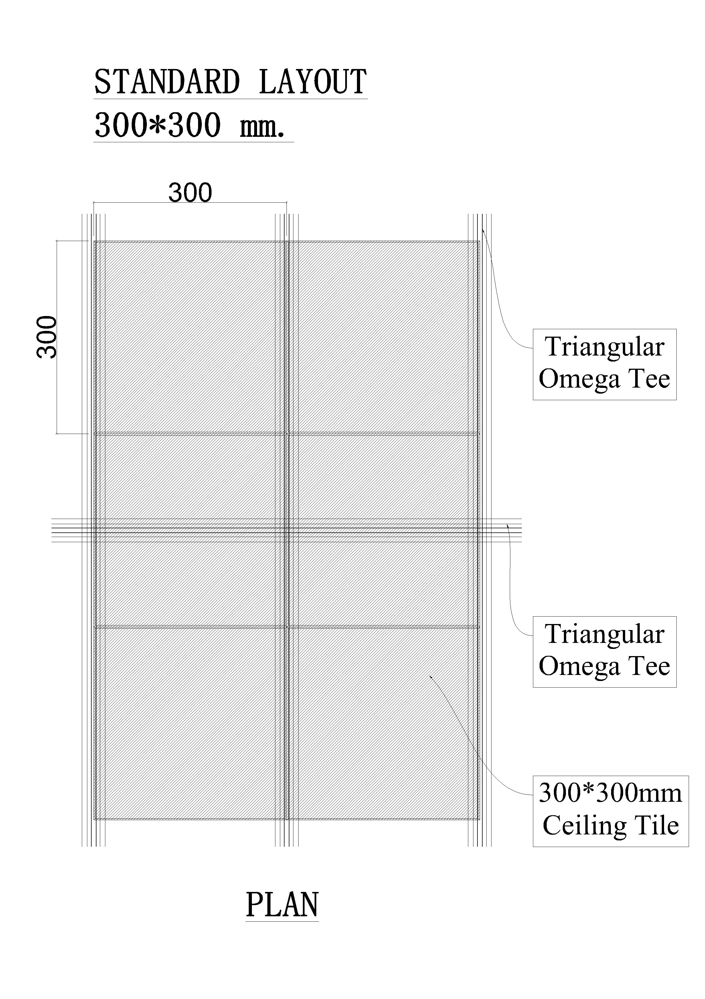 STANDARD LAYOUT
300*300 mm.
300
300
Triangular
Omega Tee
Triangular
Omega Tee
300*300mm
Ceiling Tile
PLAN